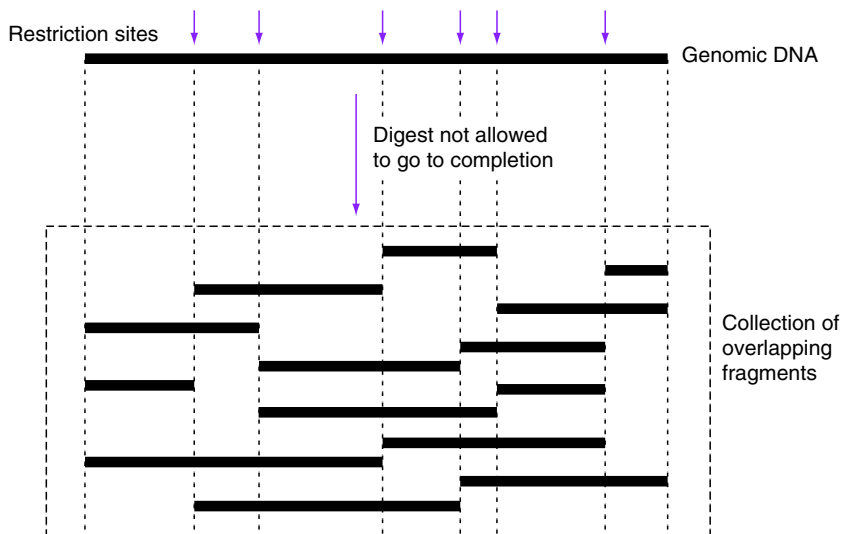 Restriction sites
Genomic DNA
Digest not allowed
to go to completion
Collection of
overlapping
fragments